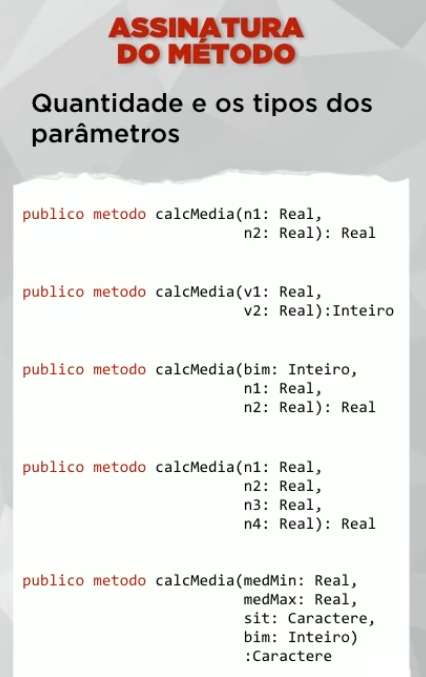 ASSINATURA
DO MÉTODO
Quantidade e os tipos dos
parâmetros
publico metodo calcMedia(n1: Real,
n2: Real): Real
publico metodo calcMedia(v1: Real,
v2: Real):Inteiro
publico metodo calcMedia(bim: Inteiro,
n1: Real,
n2: Real): Real
publico metodo calcMedia(n1: Real,
n2: Real,
n3: Real,
n4: Real): Real
publico metodo calcMedia(medMin: Real,
medMax: Real,
sit: Caractere,
bim: Inteiro)
:Caractere